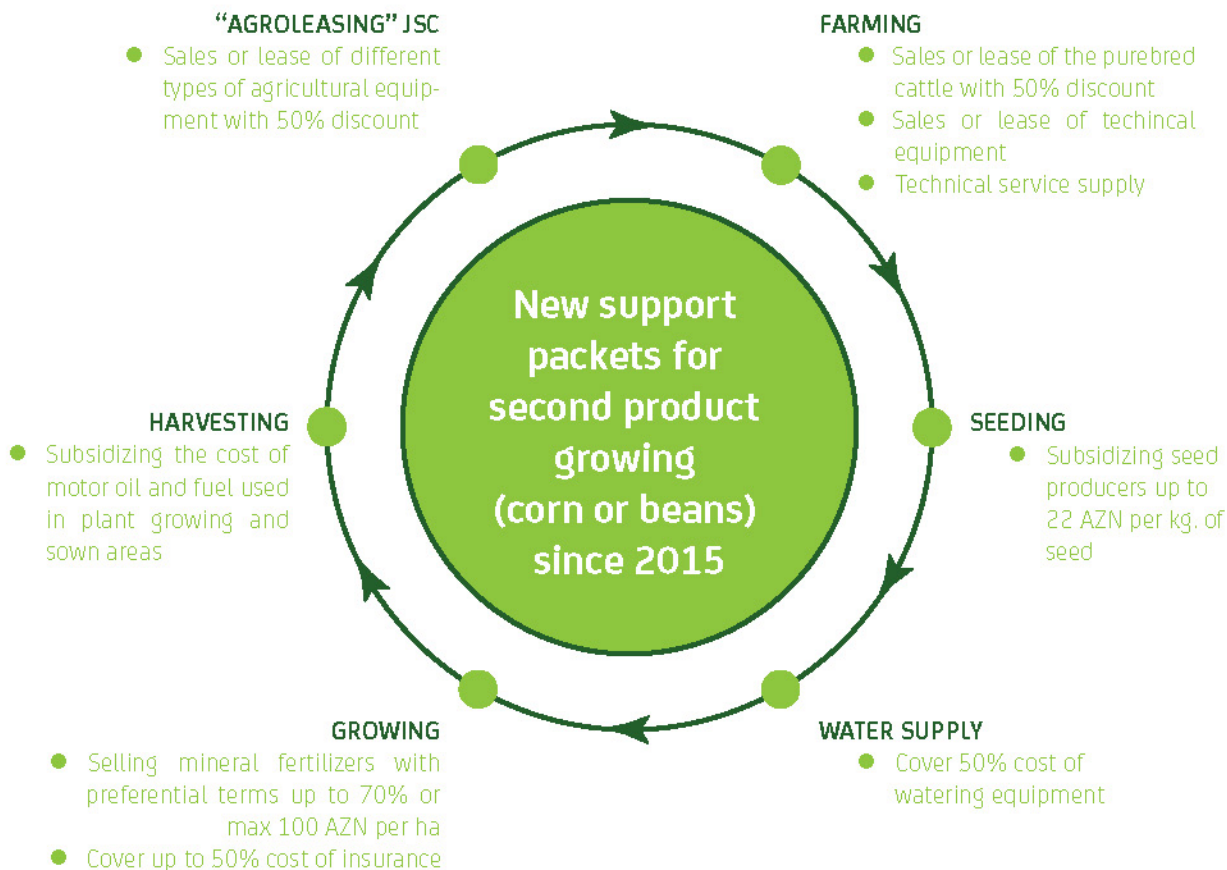 “AGROLEASING” JSC
Sales or lease of different
types of agricultural equip-
ment with 50% discount
FARMING
Sales or lease of the purebred
cattle with 50% discount
Sales or lease of techincal
equipment
Technical service supply
New support
packets for
second product
growing
(corn or beans)
since 2015
HARVESTING
Subsidizing the cost of
motor oil and fuel used
in plant growing and
sown areas
SEEDING
Subsidizing seed
producers up to
22 AZN per kg. of
seed
GROWING
Selling mineral fertilizers with
preferential terms up to 70% or
max 100 AZN per ha
Cover up to 50% cost of insurance
WATER SUPPLY
Cover 50% cost of
watering equipment